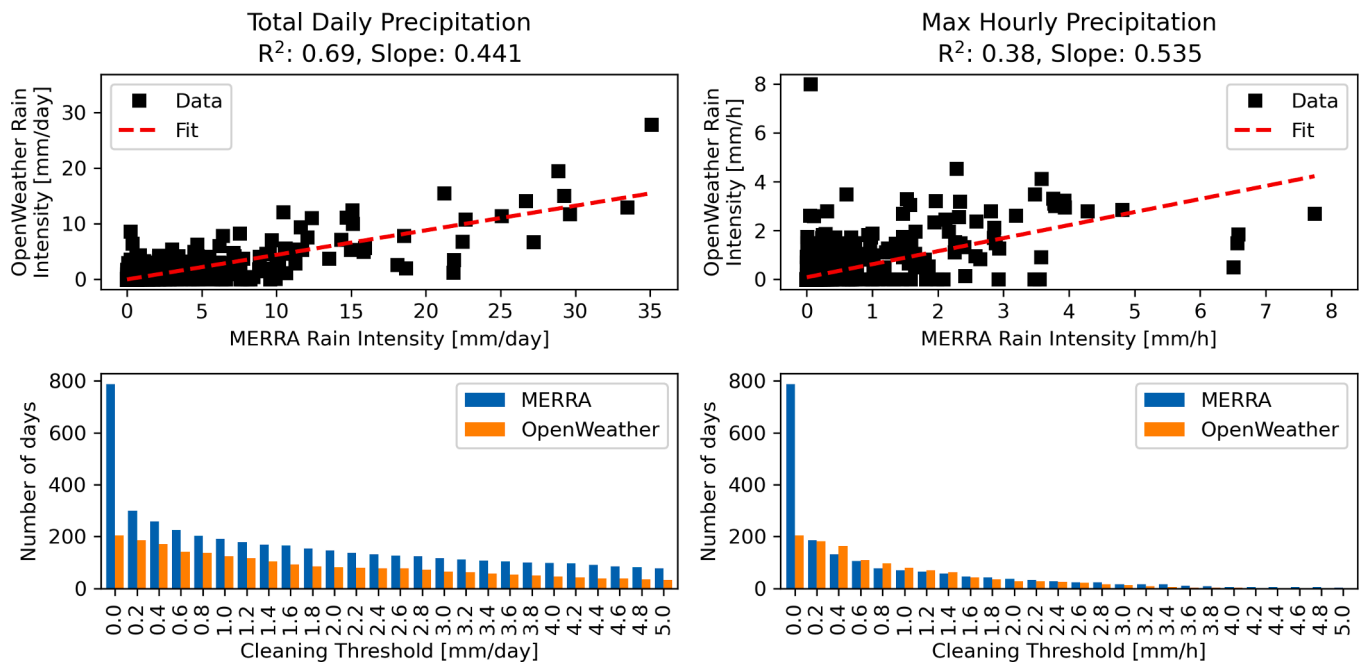 Total Daily Precipitation
R²: 0.69, Slope: 0.441
OpenWeather Rain
Intensity [mm/day]
30
20
10
0
Data
Fit
0 5 10 15 20 25 30 35
MERRA Rain Intensity [mm/day]
Max Hourly Precipitation
R²: 0.38, Slope: 0.535
OpenWeather Rain
Intensity [mm/h]
8
6
4
2
0
Data
Fit
0 1 2 3 4 5 6 7 8
MERRA Rain Intensity [mm/h]
Number of days
800
600
400
200
0
MERRA
OpenWeather
0.0 0.2 0.4 0.6 0.8 1.0 1.2 1.4 1.6 1.8 2.0 2.2 2.4 2.6 2.8 3.0 3.2 3.4 3.6 3.8 4.0 4.2 4.4 4.6 4.8 5.0
Cleaning Threshold [mm/day]
Number of days
800
600
400
200
0
MERRA
OpenWeather
0.0 0.2 0.4 0.6 0.8 1.0 1.2 1.4 1.6 1.8 2.0 2.2 2.4 2.6 2.8 3.0 3.2 3.4 3.6 3.8 4.0 4.2 4.4 4.6 4.8 5.0
Cleaning Threshold [mm/h]